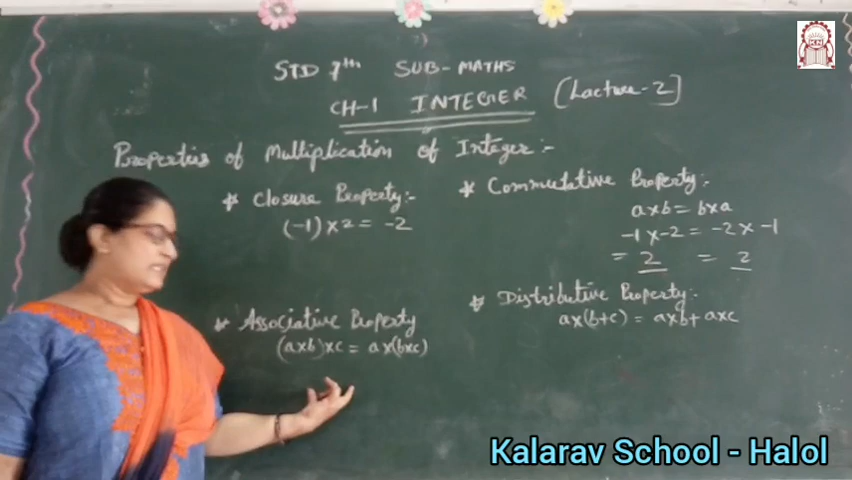 STD 7th SUB-MATHS
CH-1 INTEGER [Lacture-2]
Properties of Multiplication of Integer:-
* Closure Property:-
(-1)×2 = -2
* Commutative Property:-
a×b = b×a
-1×-2 = -2×-1
= 2 = 2
* Associative Property
(a×b)×c = a×(b×c)
* Distributive Property:-
a×(b+c) = a×b+a×c
Kalarav School - Halol